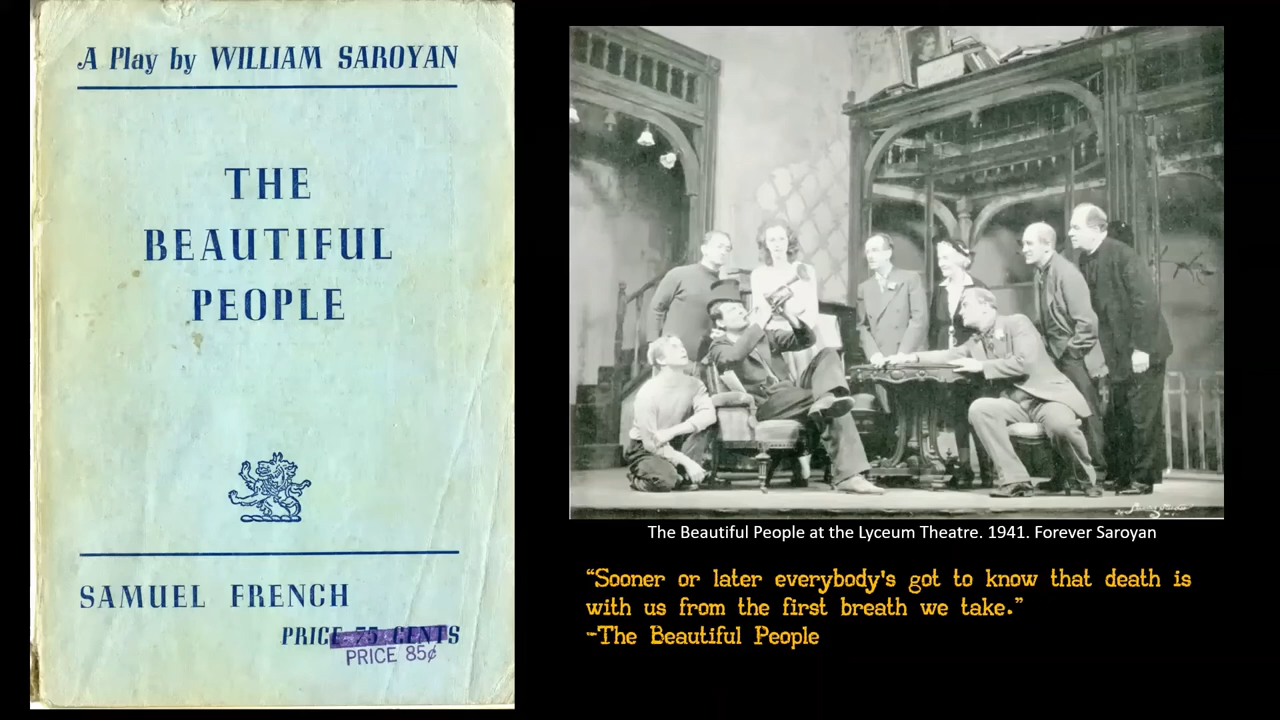 A Play by WILLIAM SAROYAN
THE
BEAUTIFUL
PEOPLE
SAMUEL FRENCH
PRICE 75 CENTS
PRICE 85¢
The Beautiful People at the Lyceum Theatre. 1941. Forever Saroyan
“Sooner or later everybody's got to know that death is
with us from the first breath we take.”
~The Beautiful People